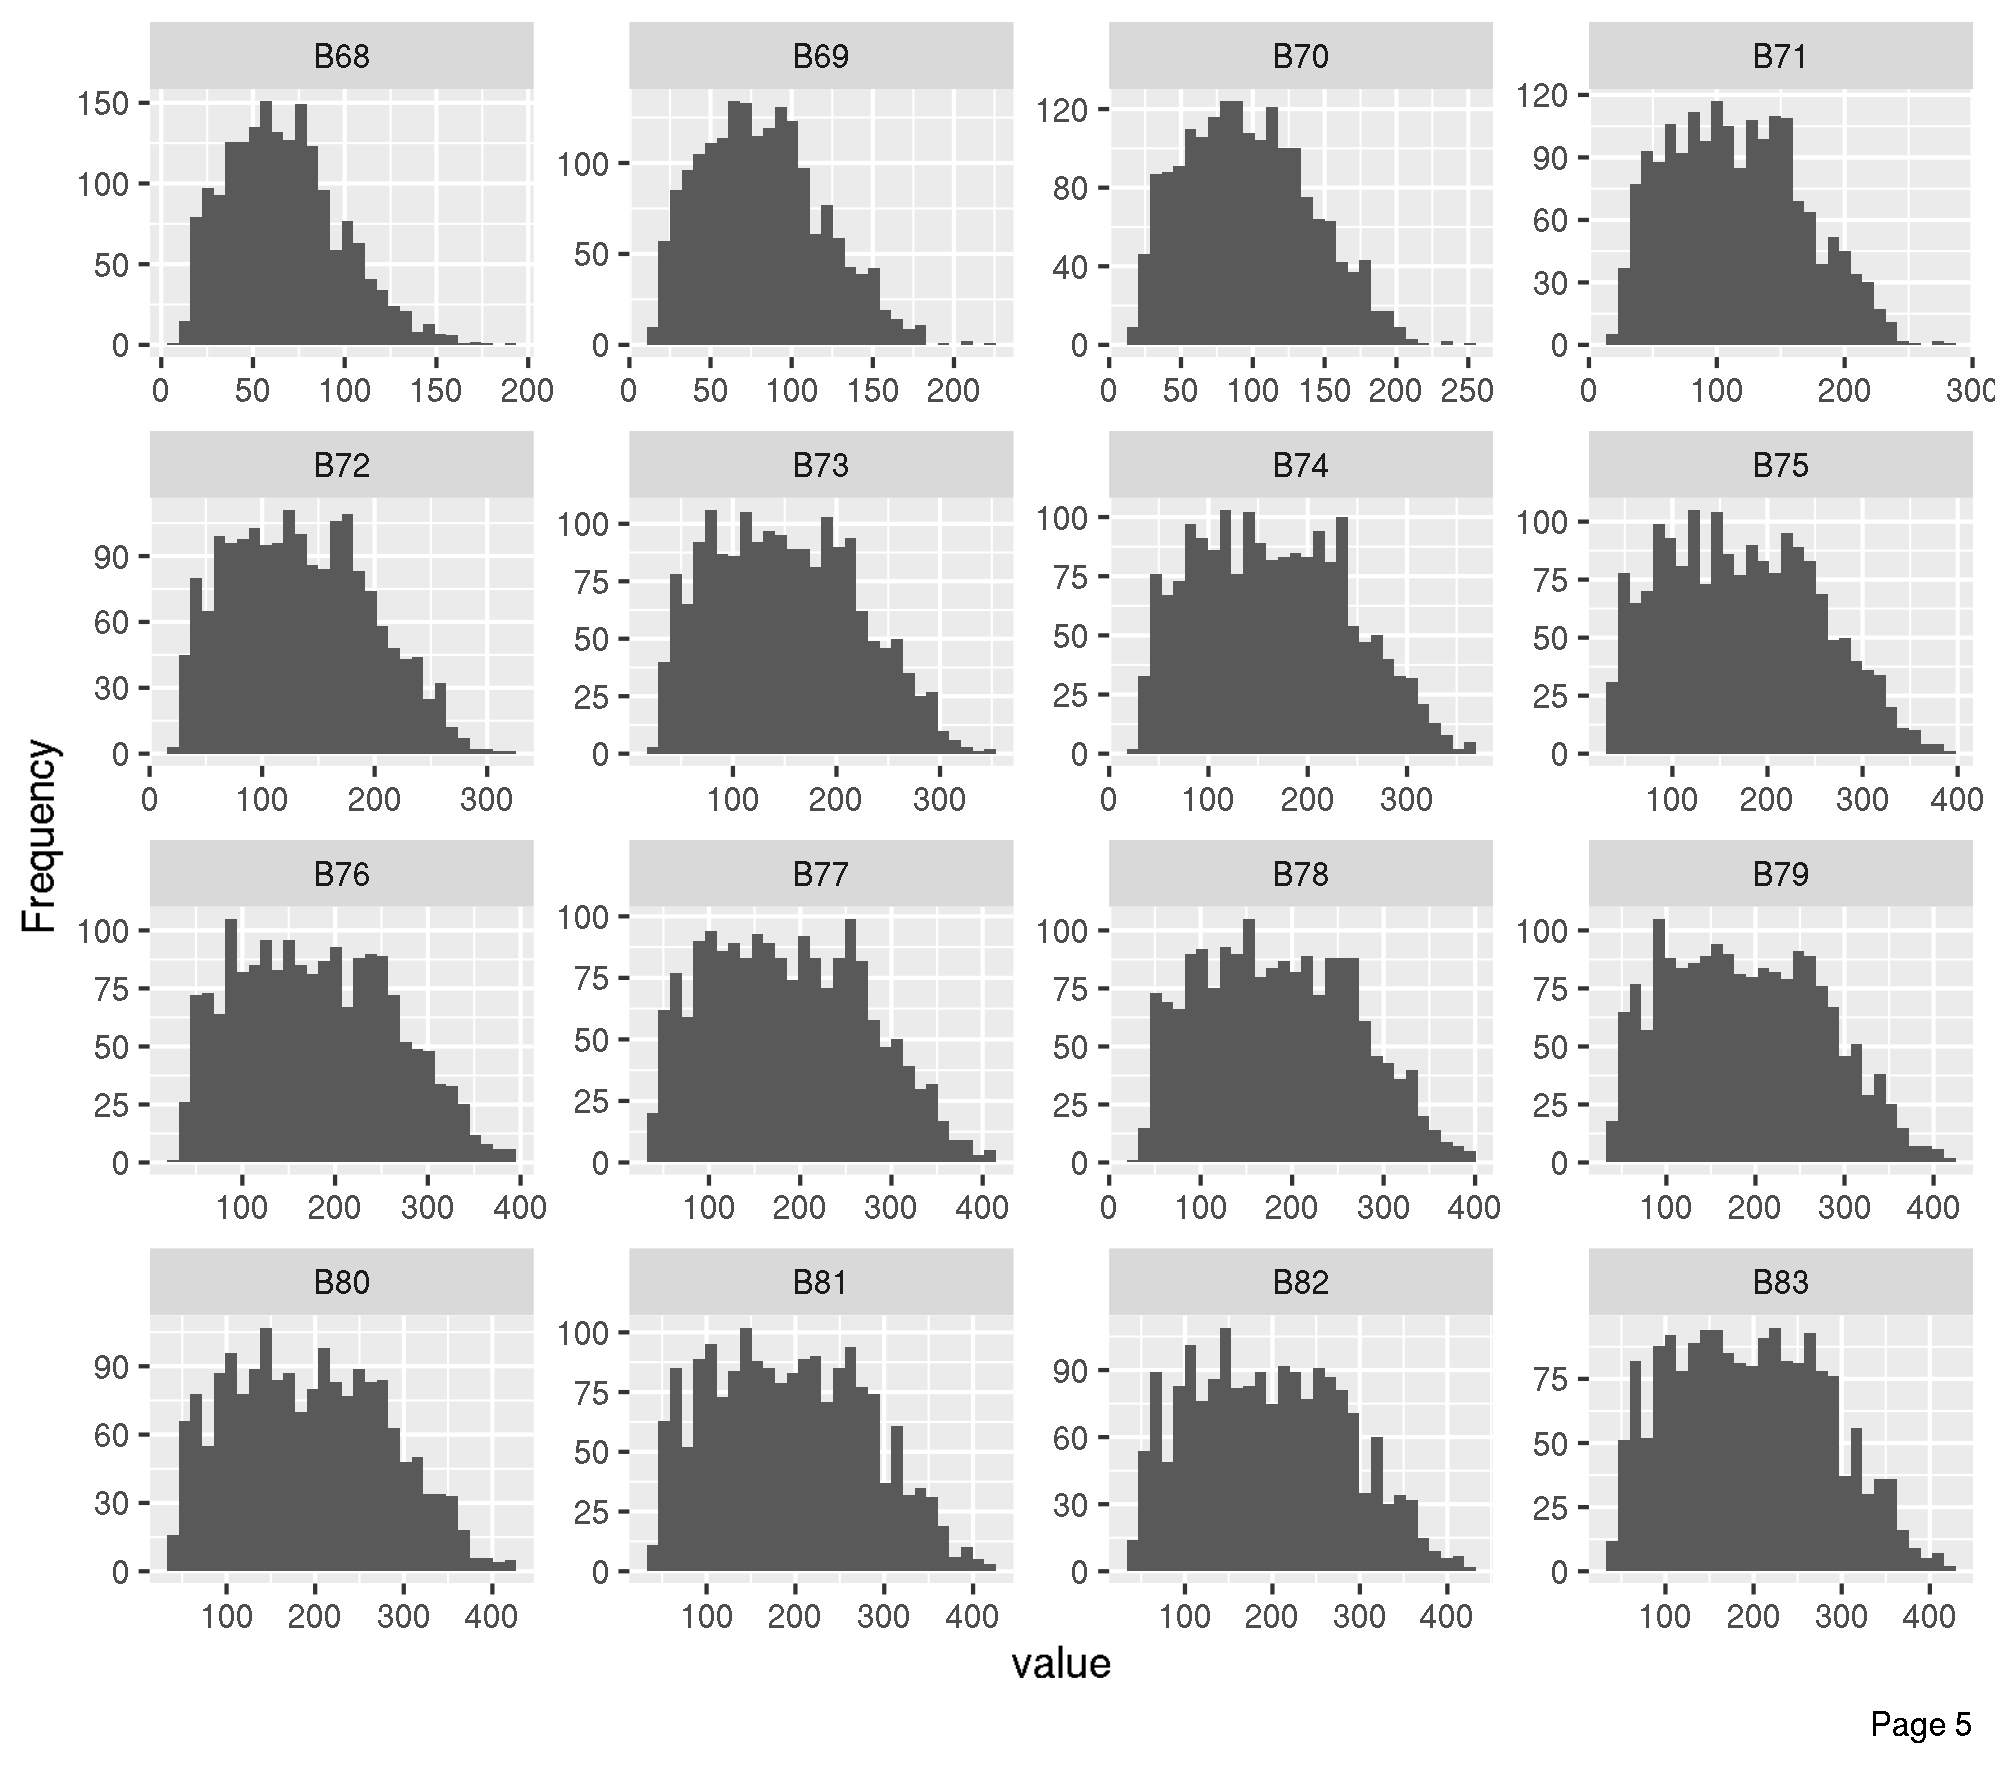 B68 B69 B70 B71
150 100 50 0
100 50 0
120 80 40 0
120 90 60 30 0
0 50 100 150 200
0 50 100 150 200
0 50 100 150 200 250
0 100 200 300
B72 B73 B74 B75
90 60 30 0
100 75 50 25 0
100 75 50 25 0
100 75 50 25 0
0 100 200 300
100 200 300
0 100 200 300
100 200 300 400
Frequency
B76 B77 B78 B79
100 75 50 25 0
100 75 50 25 0
100 75 50 25 0
100 75 50 25 0
100 200 300 400
100 200 300 400
0 100 200 300 400
100 200 300 400
B80 B81 B82 B83
90 60 30 0
100 75 50 25 0
90 60 30 0
75 50 25 0
100 200 300 400
100 200 300 400
100 200 300 400
100 200 300 400
value
Page 5